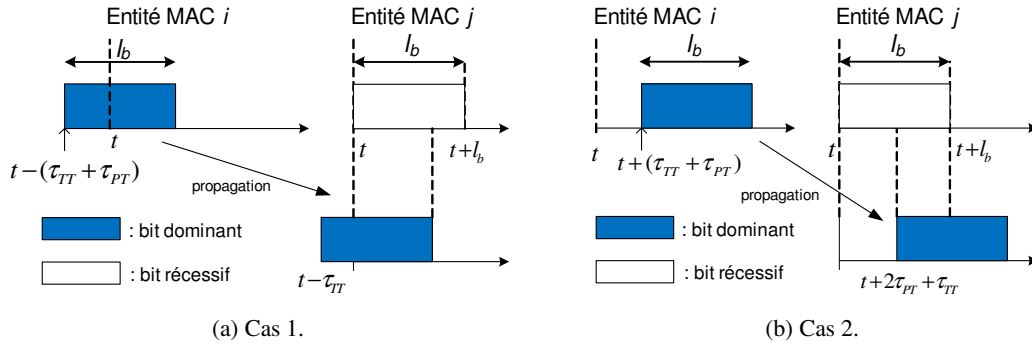 Entité MAC i
Entité MAC j
l_b
l_b
t
t
t+l_b
t−(τ_TT + τ_PT)
propagation
: bit dominant
: bit récessif
t−τ_TT
(a) Cas 1.
Entité MAC i
Entité MAC j
l_b
l_b
t
t
t+l_b
t+(τ_TT + τ_PT)
propagation
: bit dominant
: bit récessif
t+2τ_PT+τ_TT
(b) Cas 2.